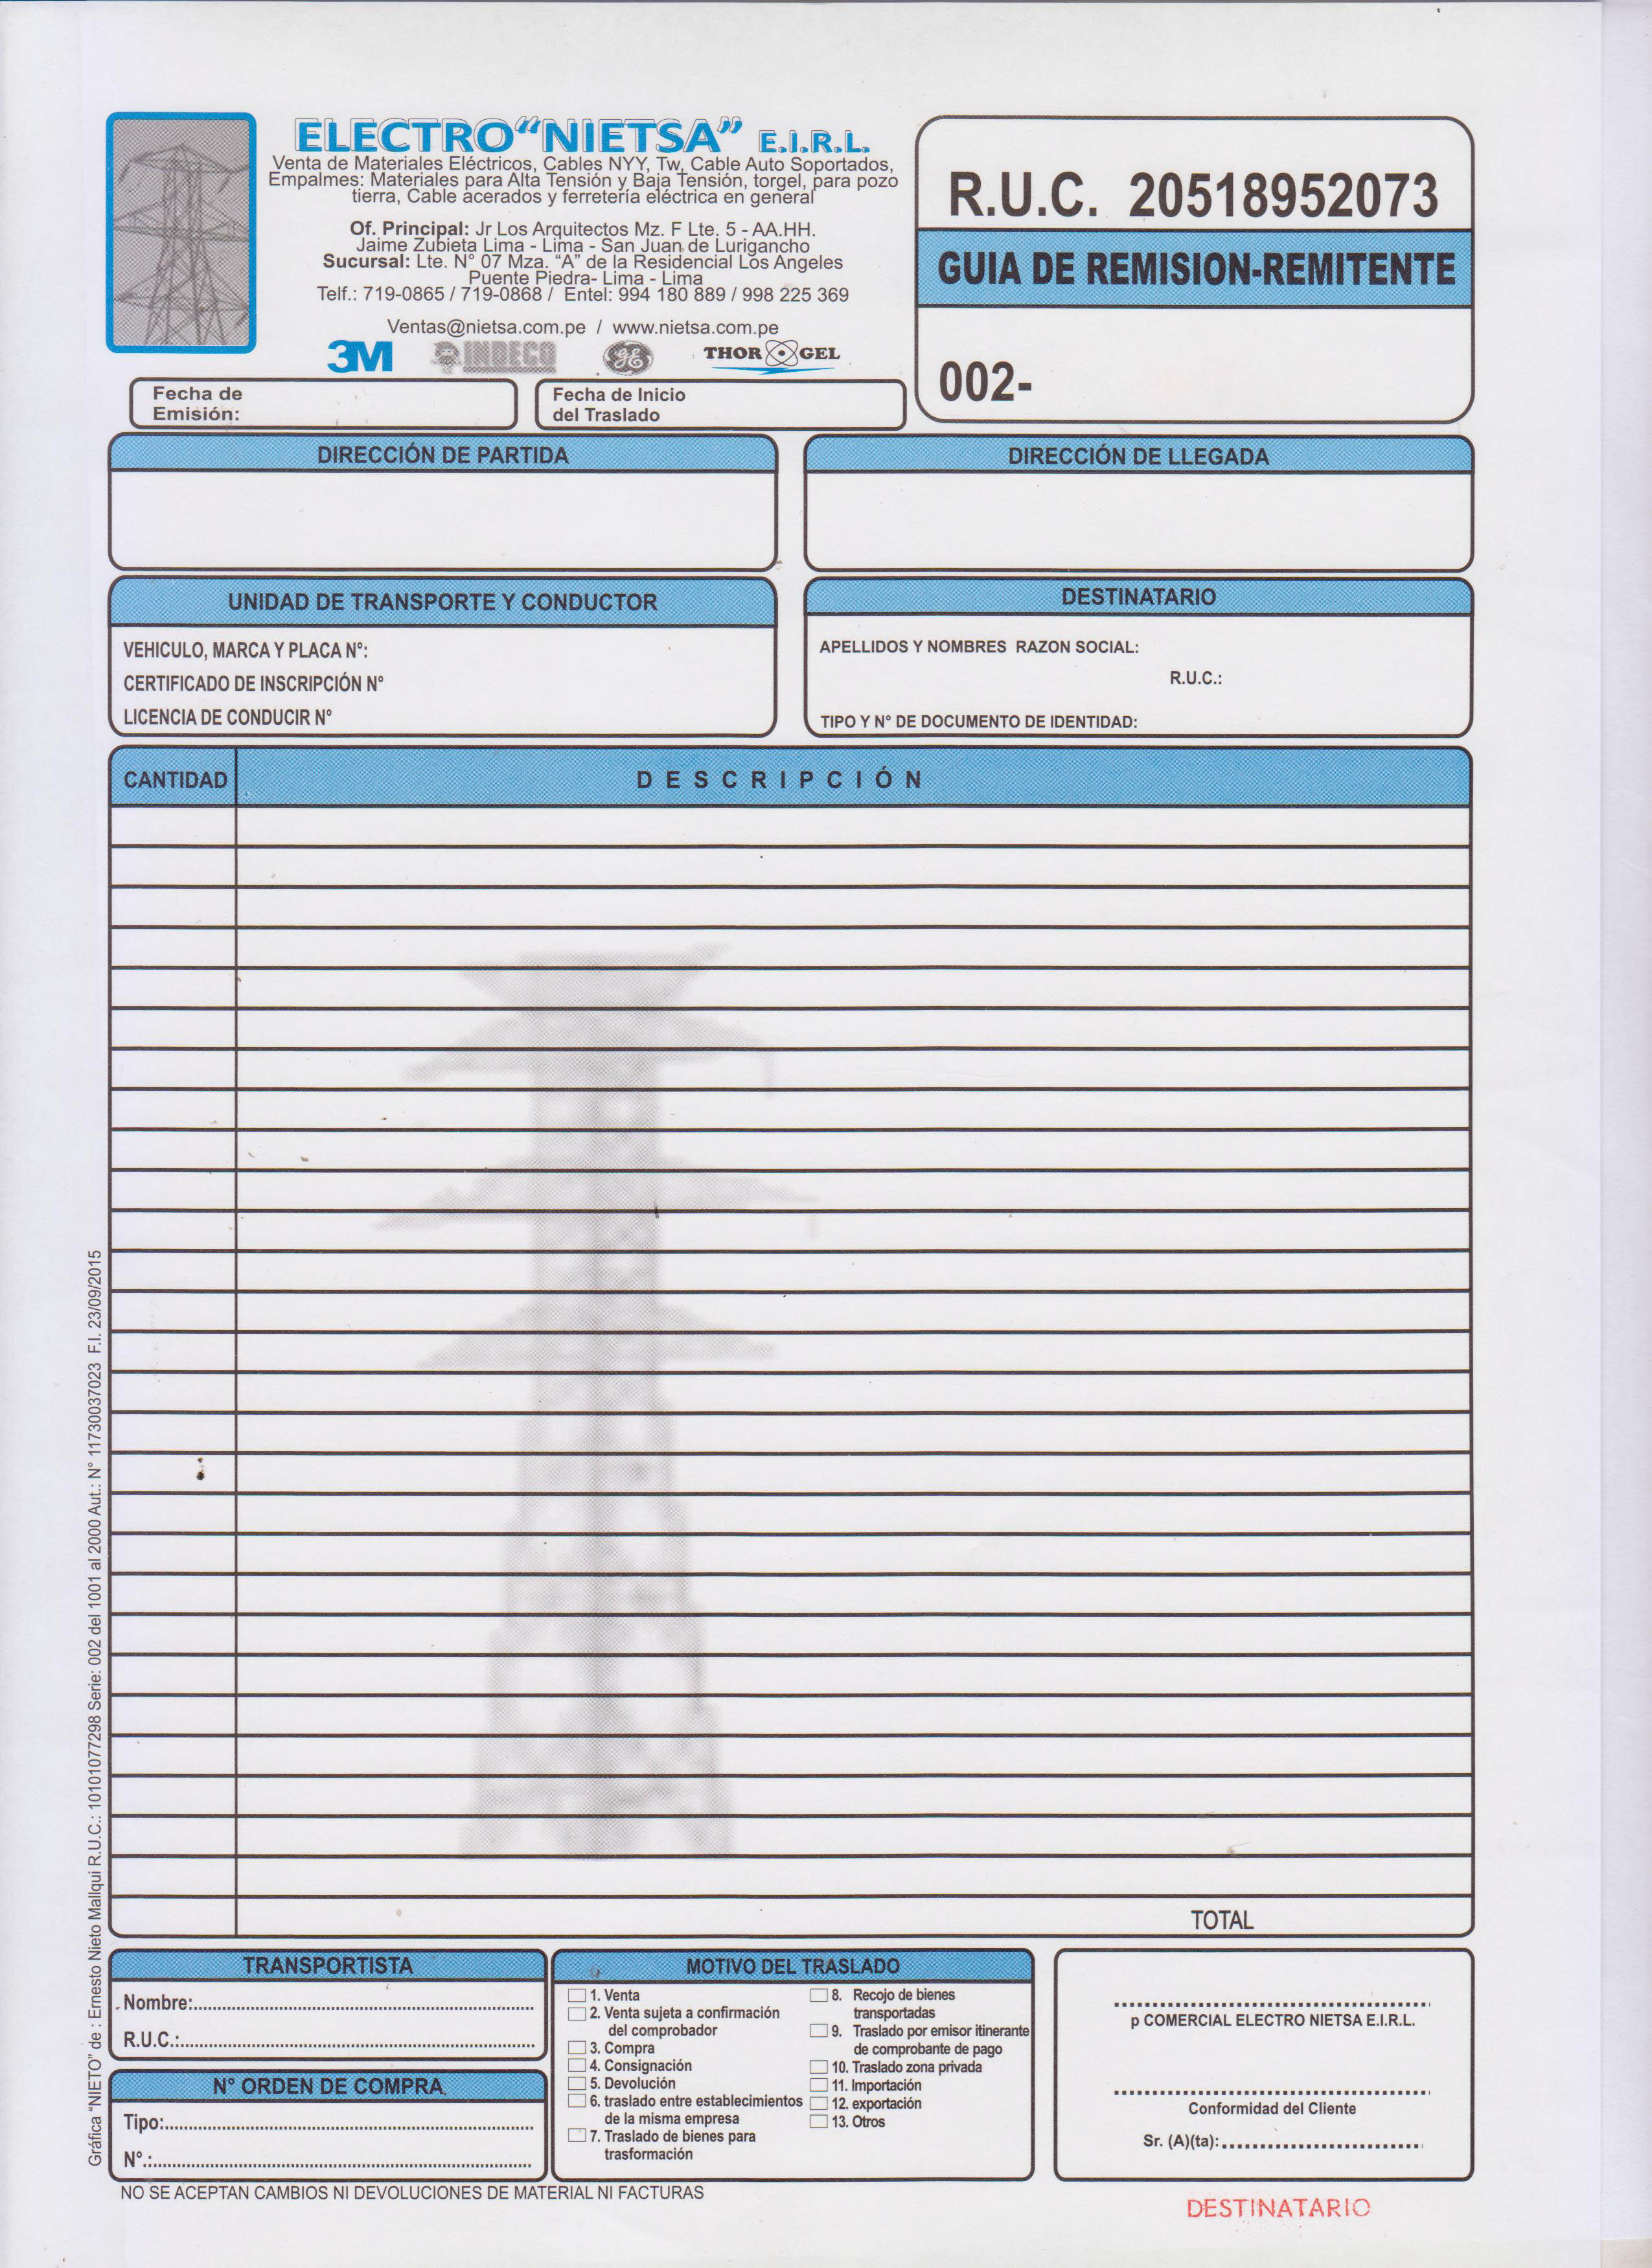 ELECTRO“NIETSA” E.I.R.L.
Venta de Materiales Eléctricos, Cables NYY, Tw, Cable Auto Soportados,
Empalmes: Materiales para Alta Tensión y Baja Tensión, torgel, para pozo
tierra, Cable acerados y ferretería eléctrica en general
Of. Principal: Jr Los Arquitectos Mz. F Lte. 5 - AA.HH.
Jaime Zubieta Lima - Lima - San Juan de Lurigancho
Sucursal: Lte. N° 07 Mza. “A” de la Residencial Los Angeles
Puente Piedra- Lima - Lima
Telf.: 719-0865 / 719-0868 / Entel: 994 180 889 / 998 225 369
Ventas@nietsa.com.pe / www.nietsa.com.pe
3M INDECO GE THOR GEL
R.U.C. 20518952073
GUIA DE REMISION-REMITENTE
002-
Fecha de
Emisión:
Fecha de Inicio
del Traslado
DIRECCIÓN DE PARTIDA
DIRECCIÓN DE LLEGADA
UNIDAD DE TRANSPORTE Y CONDUCTOR
VEHICULO, MARCA Y PLACA N°:
CERTIFICADO DE INSCRIPCIÓN N°
LICENCIA DE CONDUCIR N°
DESTINATARIO
APELLIDOS Y NOMBRES RAZON SOCIAL:
R.U.C.:
TIPO Y N° DE DOCUMENTO DE IDENTIDAD:
CANTIDAD
DESCRIPCIÓN
TOTAL
Gráfica “NIETO” de : Ernesto Nieto Mallqui R.U.C.: 10101077298 Serie: 002 del 1001 al 2000 Aut.: N° 11730037023 F.I. 23/09/2015
TRANSPORTISTA
Nombre:
R.U.C.:
N° ORDEN DE COMPRA
Tipo:
N°.:
MOTIVO DEL TRASLADO
1. Venta
2. Venta sujeta a confirmación
del comprobador
3. Compra
4. Consignación
5. Devolución
6. traslado entre establecimientos
de la misma empresa
7. Traslado de bienes para
trasformación
8. Recojo de bienes
transportadas
9. Traslado por emisor itinerante
de comprobante de pago
10. Traslado zona privada
11. Importación
12. exportación
13. Otros
p COMERCIAL ELECTRO NIETSA E.I.R.L.
Conformidad del Cliente
Sr. (A)(ta):
NO SE ACEPTAN CAMBIOS NI DEVOLUCIONES DE MATERIAL NI FACTURAS
DESTINATARIO